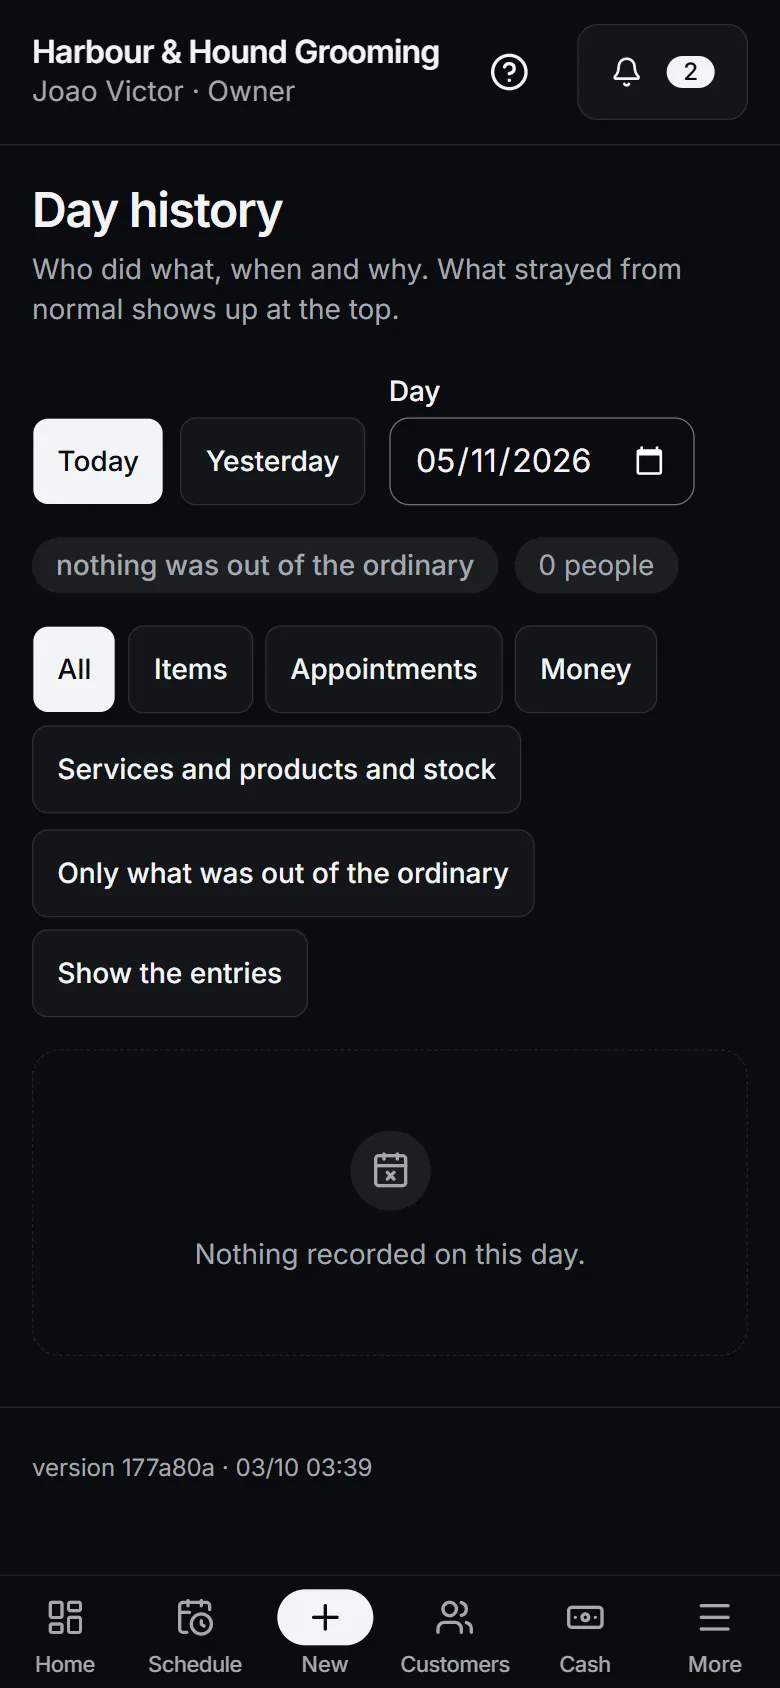 Harbour & Hound Grooming
Joao Victor · Owner
2
Day history
Who did what, when and why. What strayed from
normal shows up at the top.
Day
Today
Yesterday
05/11/2026
nothing was out of the ordinary
0 people
All
Items
Appointments
Money
Services and products and stock
Only what was out of the ordinary
Show the entries
Nothing recorded on this day.
version 177a80a · 03/10 03:39
Home
Schedule
New
Customers
Cash
More